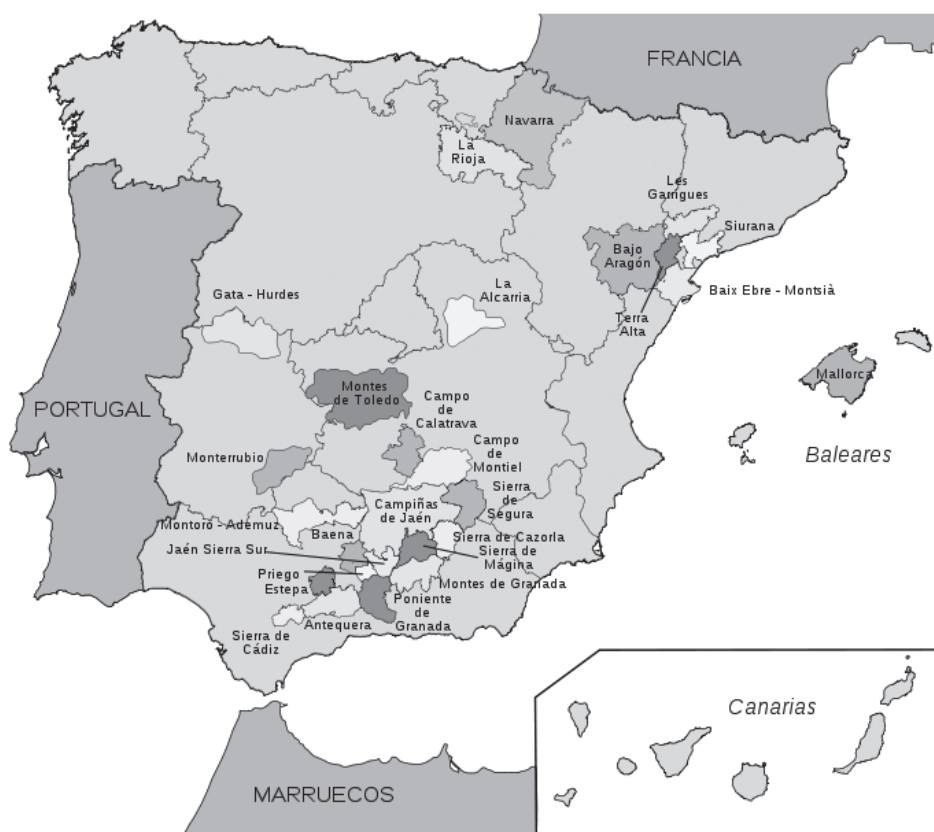 FRANCIA
Navarra
La
Rioja
Les
Garrigues
Siurana
Bajo
Aragón
La
Alcarria
Gata - Hurdes
Baix Ebre - Montsià
Terra
Alta
Mallorca
Montes
de Toledo
PORTUGAL
Campo
de
Calatrava
Baleares
Campo
de
Montiel
Monterrubio
Sierra
de
Segura
Campiñas
de Jaén
Montoro - Ademuz
Baena
Sierra de Cazorla
Jaén Sierra Sur
Sierra de
Mágina
Priego
Montes de Granada
Estepa
Poniente
de
Granada
Antequera
Sierra de
Cádiz
Canarias
MARRUECOS